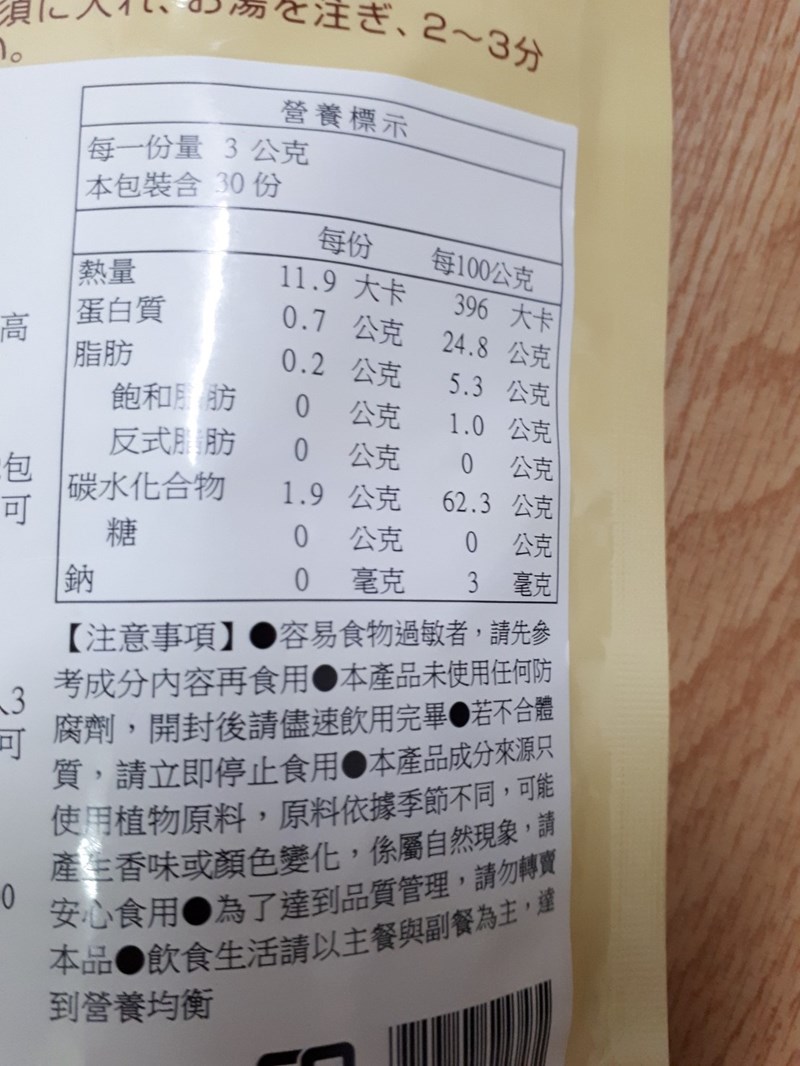 須に入れ、お湯を注ぎ、2～3分
い。
營養標示
每一份量 3 公克
本包裝含 30 份
每份 每100公克
熱量 11.9 大卡 396 大卡
蛋白質 0.7 公克 24.8 公克
脂肪 0.2 公克 5.3 公克
飽和脂肪 0 公克 1.0 公克
反式脂肪 0 公克 0 公克
碳水化合物 1.9 公克 62.3 公克
糖 0 公克 0 公克
鈉 0 毫克 3 毫克
【注意事項】●容易食物過敏者，請先參
考成分內容再食用●本產品未使用任何防
腐劑，開封後請儘速飲用完畢●若不合體
質，請立即停止食用●本產品成分來源只
使用植物原料，原料依據季節不同，可能
產生香味或顏色變化，係屬自然現象，請
安心食用●為了達到品質管理，請勿轉賣
本品●飲食生活請以主餐與副餐為主，達
到營養均衡
高
包
可
3
可
0